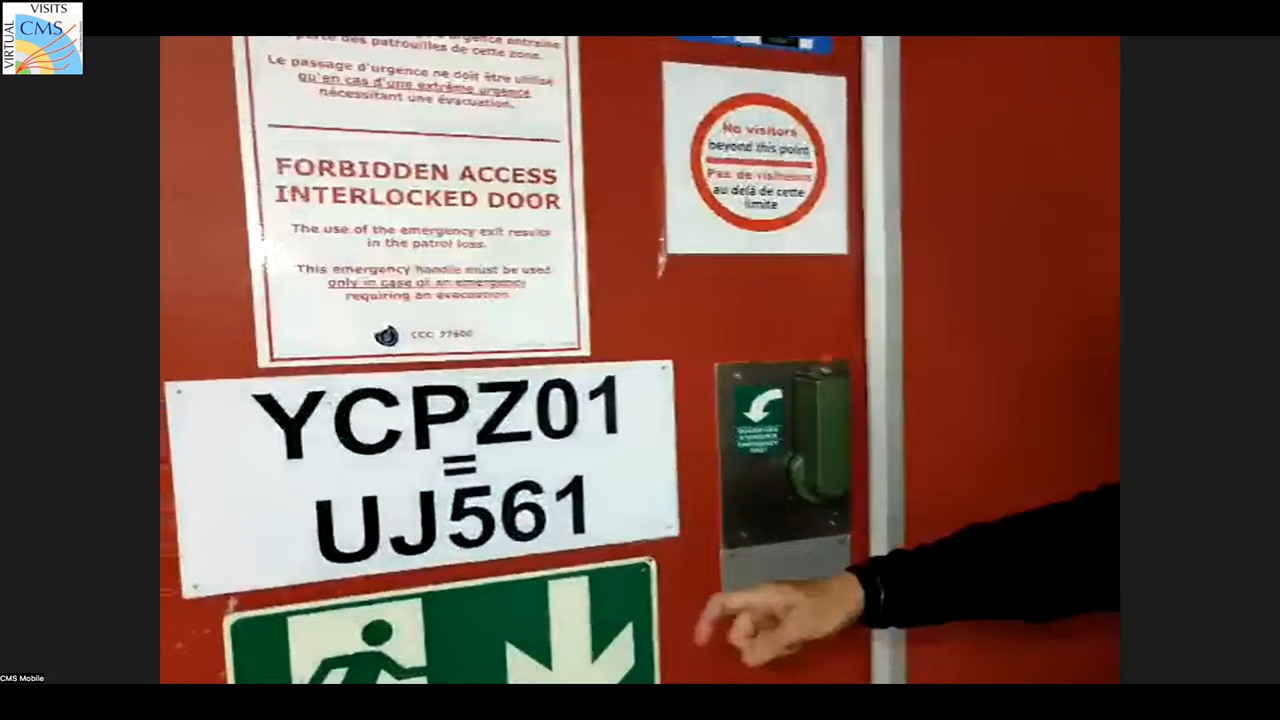 VISITS
VIRTUAL
CMS
perte des patrouilles de cette zone.
Le passage d'urgence ne doit être utilisé
qu'en cas d'une extrême urgence
nécessitant une évacuation.
FORBIDDEN ACCESS
INTERLOCKED DOOR
The use of the emergency exit results
in the patrol loss.
This emergency handle must be used
only in case of an emergency
requiring an evacuation.
No visitors
beyond this point
Pas de visiteurs
au delà de cette
limite
YCPZ01
=
UJ561
CMS Mobile